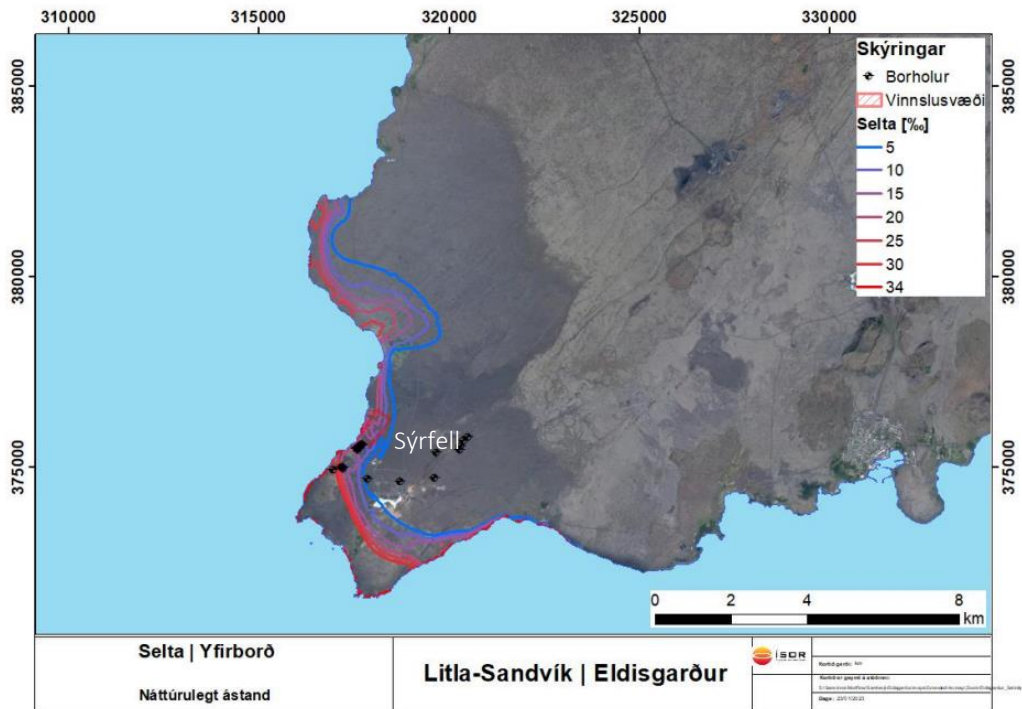 310000 315000 320000 325000 330000
385000 385000
380000 380000
375000 375000
Skýringar
Borholur
Vinnslusvæði
Selta [‰]
5
10
15
20
25
30
34
Sýrfell
0 2 4 8
km
Selta | Yfirborð
Náttúrulegt ástand
Litla-Sandvík | Eldisgarður
ÍSOR